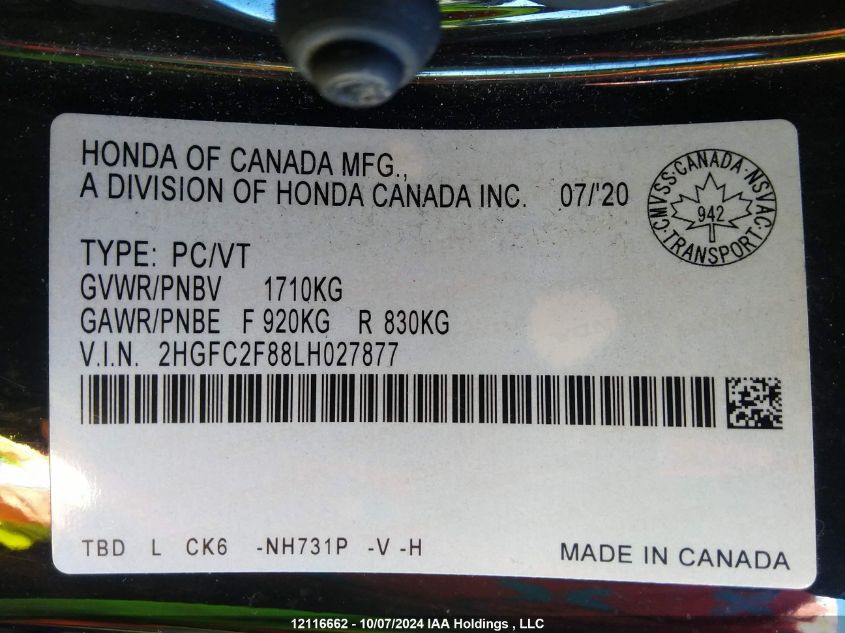 HONDA OF CANADA MFG.,
A DIVISION OF HONDA CANADA INC. 07/'20
CMVSS·CANADA·NSVAC·TRANSPORT·
942
TYPE: PC/VT
GVWR/PNBV 1710KG
GAWR/PNBE F 920KG R 830KG
V.I.N. 2HGFC2F88LH027877
TBD L CK6 -NH731P -V -H
MADE IN CANADA
12116662 - 10/07/2024 IAA Holdings , LLC